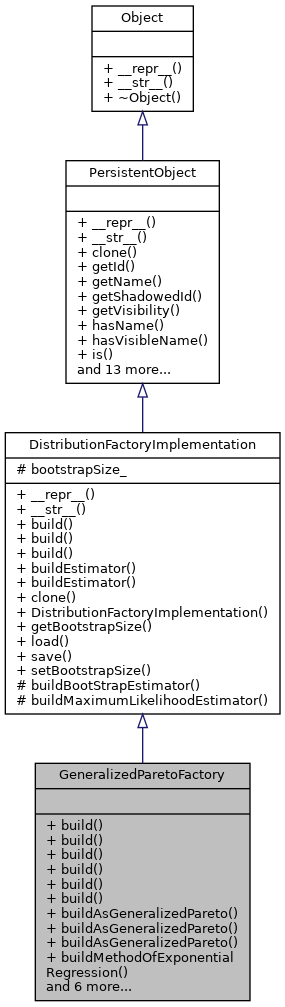 Object
+ __repr__()
+ __str__()
+ ~Object()
PersistentObject
+ __repr__()
+ __str__()
+ clone()
+ getId()
+ getName()
+ getShadowedId()
+ getVisibility()
+ hasName()
+ hasVisibleName()
+ is()
and 13 more...
DistributionFactoryImplementation
# bootstrapSize_
+ __repr__()
+ __str__()
+ build()
+ build()
+ build()
+ buildEstimator()
+ buildEstimator()
+ clone()
+ DistributionFactoryImplementation()
+ getBootstrapSize()
+ load()
+ save()
+ setBootstrapSize()
# buildBootStrapEstimator()
# buildMaximumLikelihoodEstimator()
GeneralizedParetoFactory
+ build()
+ build()
+ build()
+ build()
+ build()
+ build()
+ buildAsGeneralizedPareto()
+ buildAsGeneralizedPareto()
+ buildAsGeneralizedPareto()
+ buildMethodOfExponential
Regression()
and 6 more...